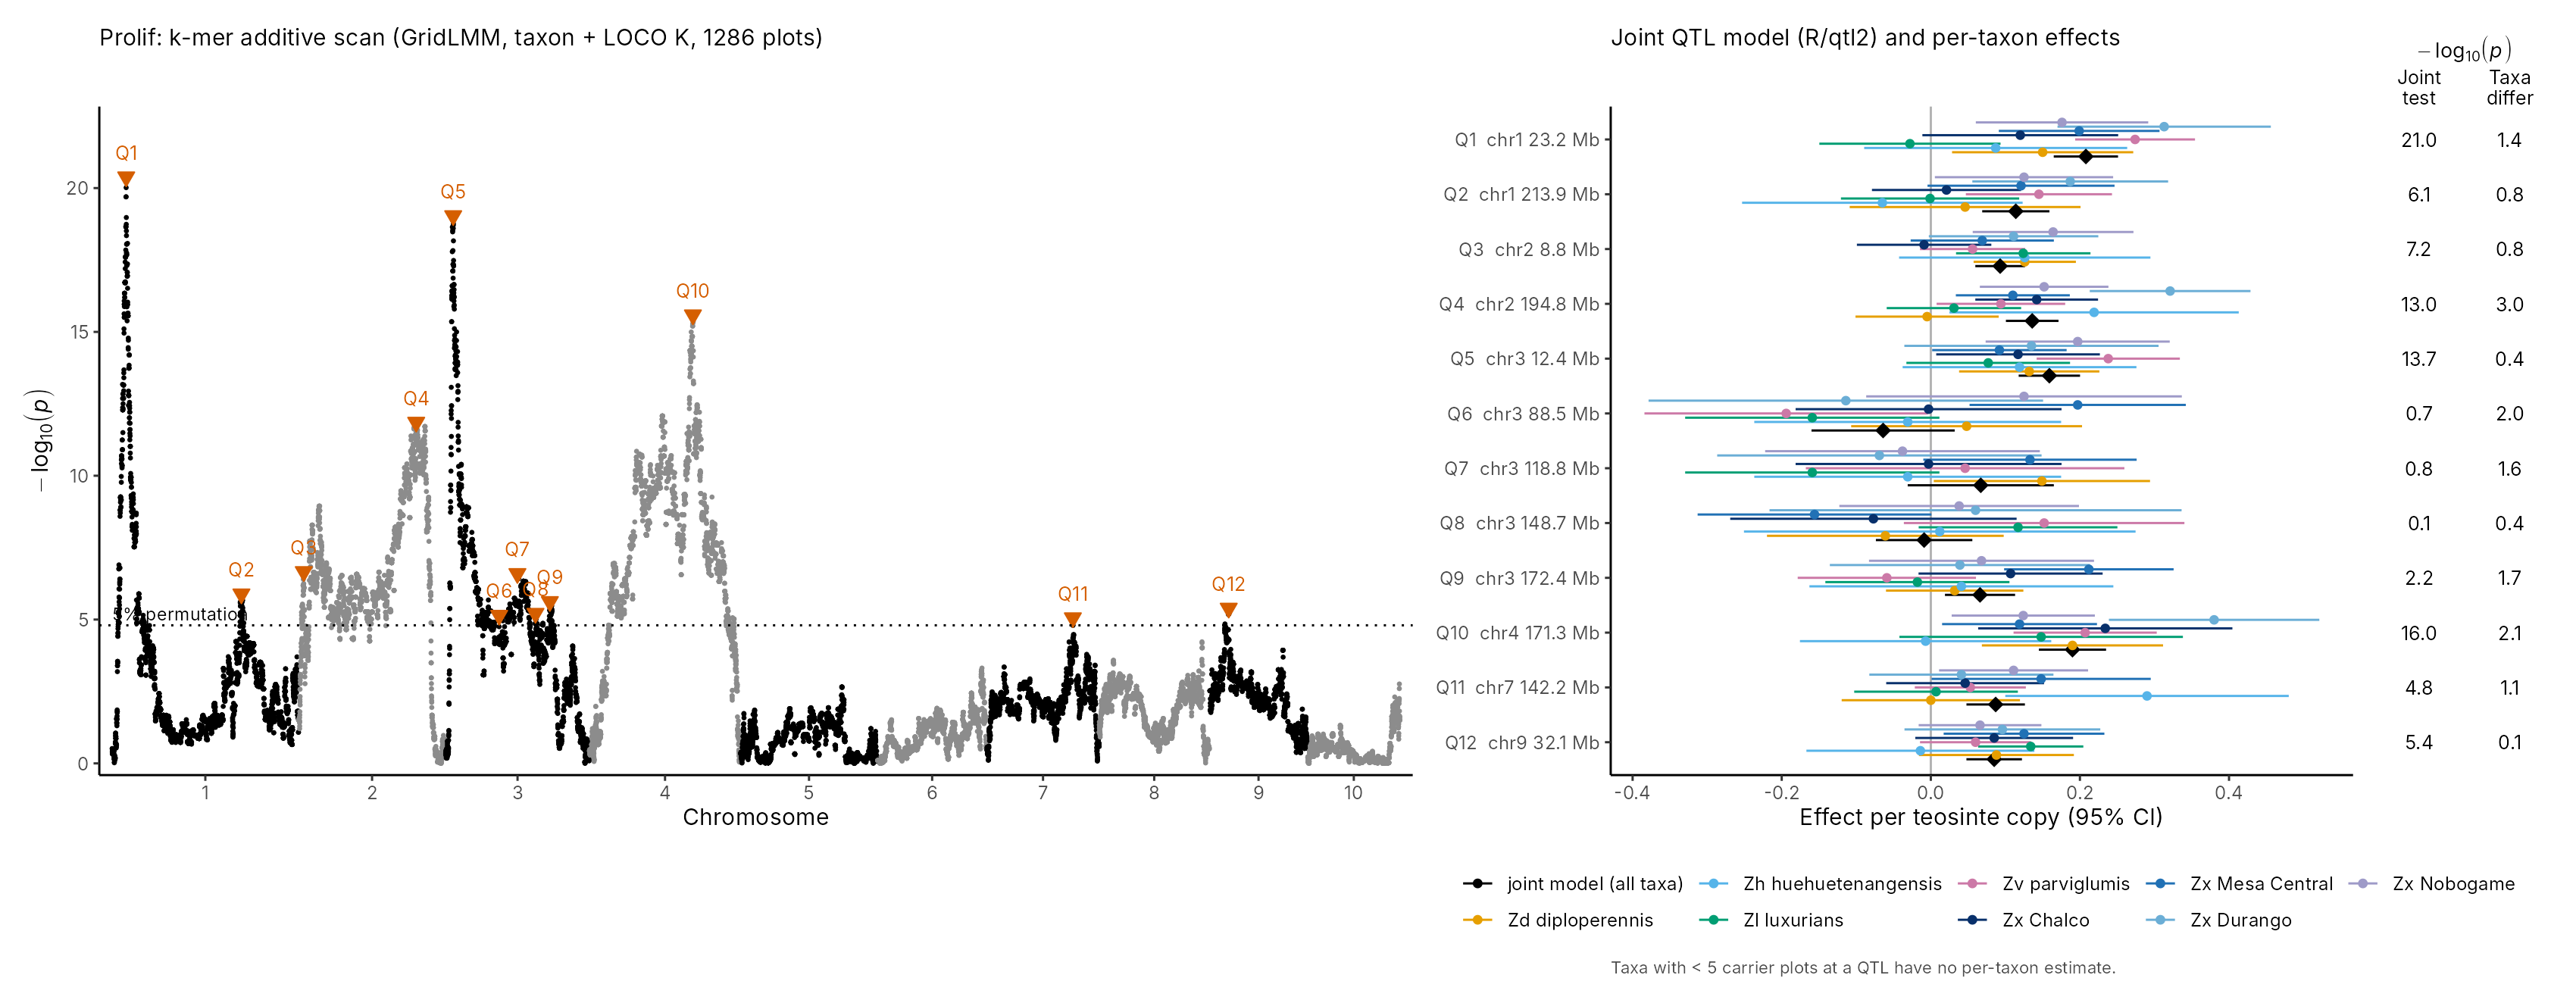 Prolif: k-mer additive scan (GridLMM, taxon + LOCO K, 1286 plots)
−log10(p)
20
15
10
5
0
Q1
Q2
Q3
Q4
Q5
Q6
Q7
Q8
Q9
Q10
Q11
Q12
5% permutation
1 2 3 4 5 6 7 8 9 10
Chromosome
Joint QTL model (R/qtl2) and per-taxon effects
−log10(p)
Joint test
Taxa differ
Q1 chr1 23.2 Mb 21.0 1.4
Q2 chr1 213.9 Mb 6.1 0.8
Q3 chr2 8.8 Mb 7.2 0.8
Q4 chr2 194.8 Mb 13.0 3.0
Q5 chr3 12.4 Mb 13.7 0.4
Q6 chr3 88.5 Mb 0.7 2.0
Q7 chr3 118.8 Mb 0.8 1.6
Q8 chr3 148.7 Mb 0.1 0.4
Q9 chr3 172.4 Mb 2.2 1.7
Q10 chr4 171.3 Mb 16.0 2.1
Q11 chr7 142.2 Mb 4.8 1.1
Q12 chr9 32.1 Mb 5.4 0.1
-0.4 -0.2 0.0 0.2 0.4
Effect per teosinte copy (95% CI)
joint model (all taxa) Zh huehuetenangensis Zv parviglumis Zx Mesa Central Zx Nobogame
Zd diploperennis Zl luxurians Zx Chalco Zx Durango
Taxa with < 5 carrier plots at a QTL have no per-taxon estimate.